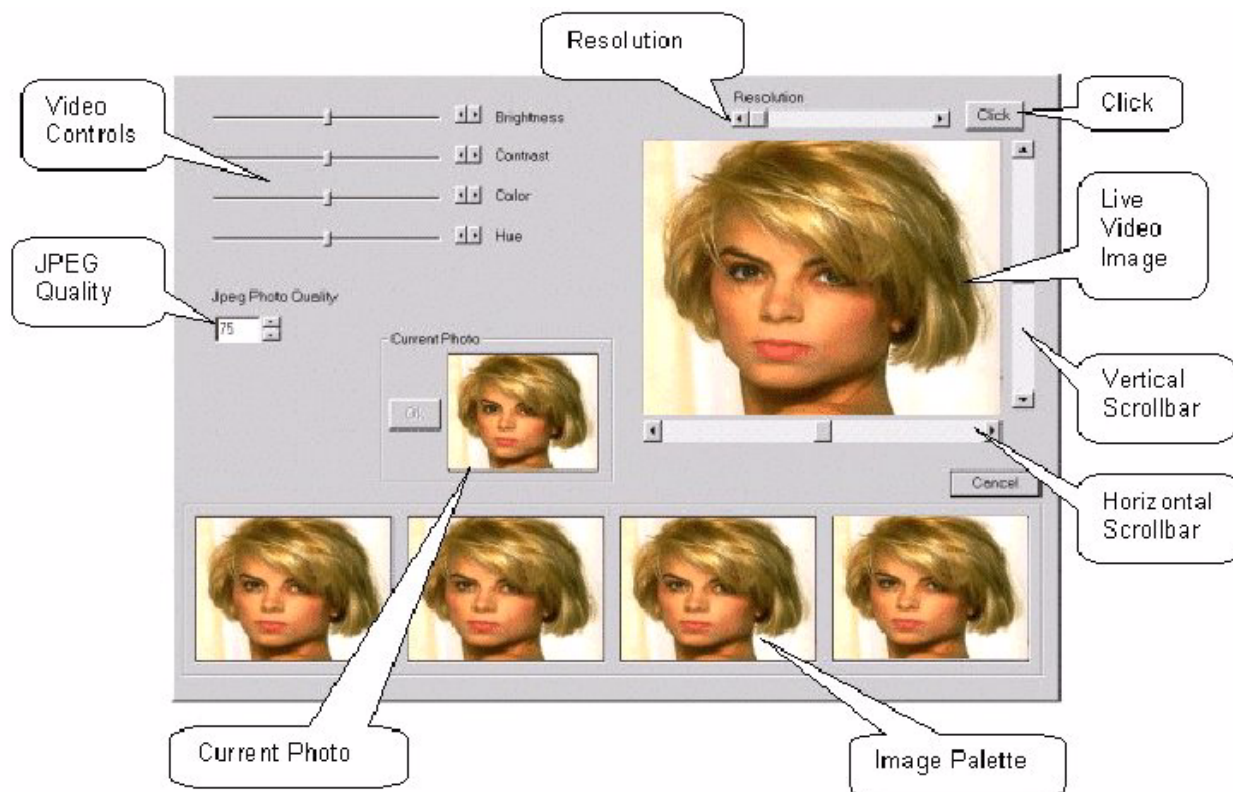 Resolution
Video
Controls
Resolution
Click
Click
Brightness
Contrast
Color
Hue
Live
Video
Image
JPEG
Quality
Jpeg Photo Quality
75
Current Photo
OK
Vertical
Scrollbar
Cancel
Horizontal
Scrollbar
Current Photo
Image Palette